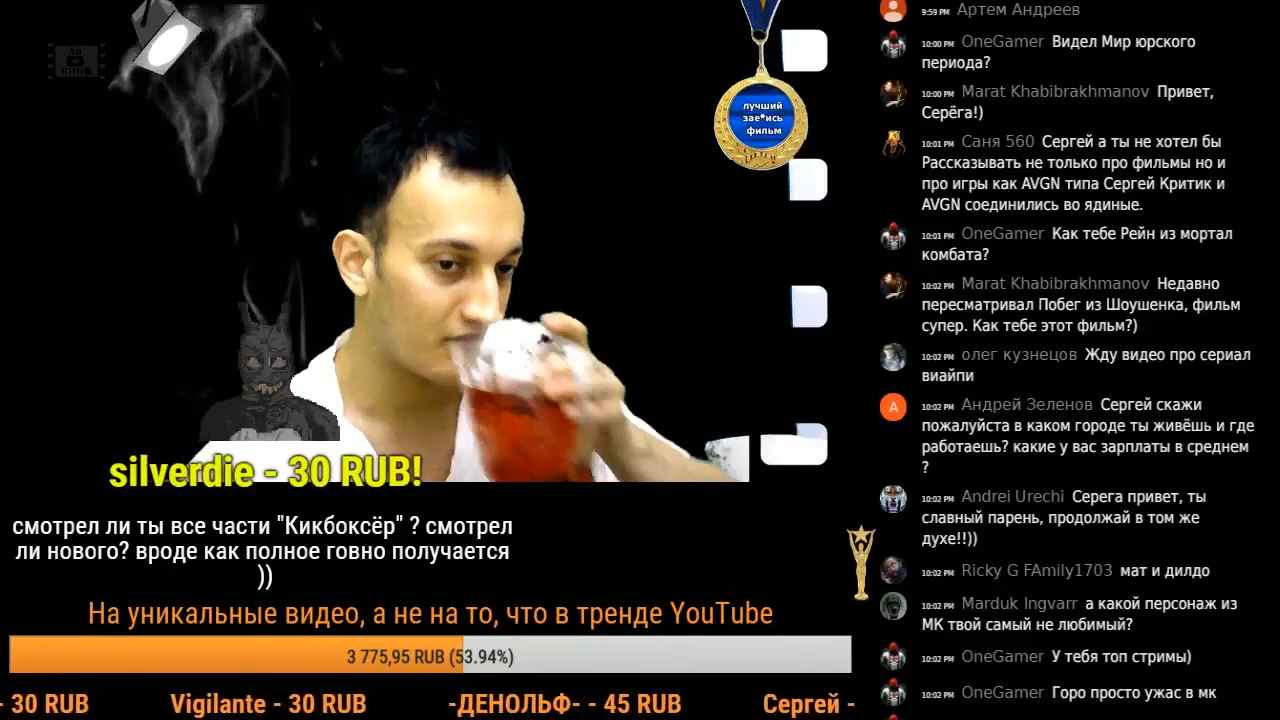 Ай
КИНО
лучший
зае*ись
фильм
silverdie - 30 RUB!
смотрел ли ты все части "Кикбоксёр" ? смотрел
ли нового? вроде как полное говно получается
))
На уникальные видео, а не на то, что в тренде YouTube
3 775,95 RUB (53.94%)
- 30 RUB Vigilante - 30 RUB -ДЕНОЛЬФ- - 45 RUB Сергей -
9:59 PM Артем Андреев
10:00 PM OneGamer Видел Мир юрского
периода?
10:00 PM Marat Khabibrakhmanov Привет,
Серёга!)
10:01 PM Саня 560 Сергей а ты не хотел бы
Рассказывать не только про фильмы но и
про игры как AVGN типа Сергей Критик и
AVGN соединились во ядиные.
10:01 PM OneGamer Как тебе Рейн из мортал
комбата?
10:02 PM Marat Khabibrakhmanov Недавно
пересматривал Побег из Шоушенка, фильм
супер. Как тебе этот фильм?)
10:02 PM олег кузнецов Жду видео про сериал
виайпи
A
10:02 PM Андрей Зеленов Сергей скажи
пожалуйста в каком городе ты живёшь и где
работаешь? какие у вас зарплаты в среднем
?
10:02 PM Andrei Urechi Серега привет, ты
славный парень, продолжай в том же
духе!!))
10:02 PM Ricky G FAmily1703 мат и дилдо
10:02 PM Marduk Ingvarr а какой персонаж из
МК твой самый не любимый?
10:02 PM OneGamer У тебя топ стримы)
10:02 PM OneGamer Горо просто ужас в мк